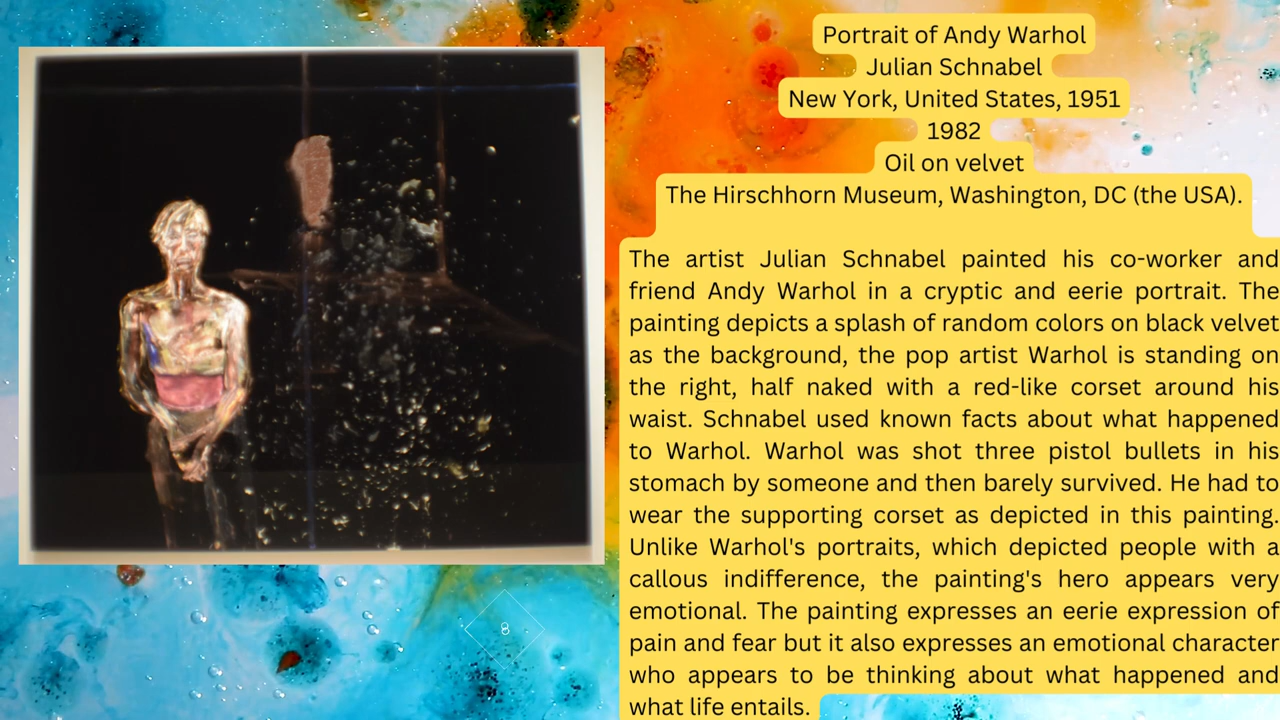 Portrait of Andy Warhol
Julian Schnabel
New York, United States, 1951
1982
Oil on velvet
The Hirschhorn Museum, Washington, DC (the USA).
The artist Julian Schnabel painted his co-worker and
friend Andy Warhol in a cryptic and eerie portrait. The
painting depicts a splash of random colors on black velvet
as the background, the pop artist Warhol is standing on
the right, half naked with a red-like corset around his
waist. Schnabel used known facts about what happened
to Warhol. Warhol was shot three pistol bullets in his
stomach by someone and then barely survived. He had to
wear the supporting corset as depicted in this painting.
Unlike Warhol's portraits, which depicted people with a
callous indifference, the painting's hero appears very
emotional. The painting expresses an eerie expression of
pain and fear but it also expresses an emotional character
who appears to be thinking about what happened and
what life entails.
8